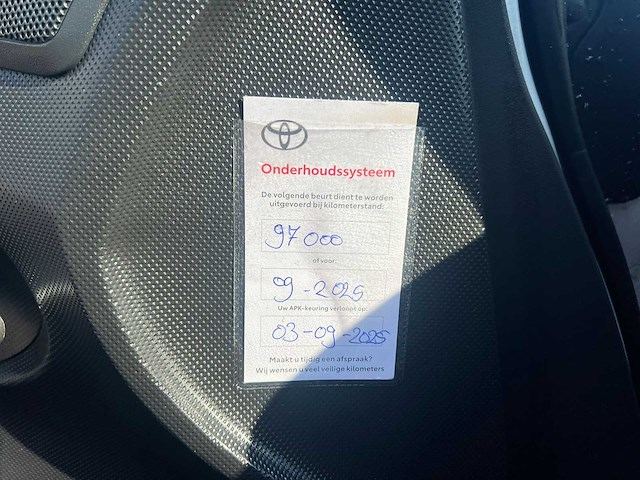 Onderhoudssysteem
De volgende beurt dient te worden
uitgevoerd bij kilometerstand:
97000
of voor:
09-2025
Uw APK-keuring verloopt op:
03-09-2025
Maakt u tijdig een afspraak?
Wij wensen u veel veilige kilometers